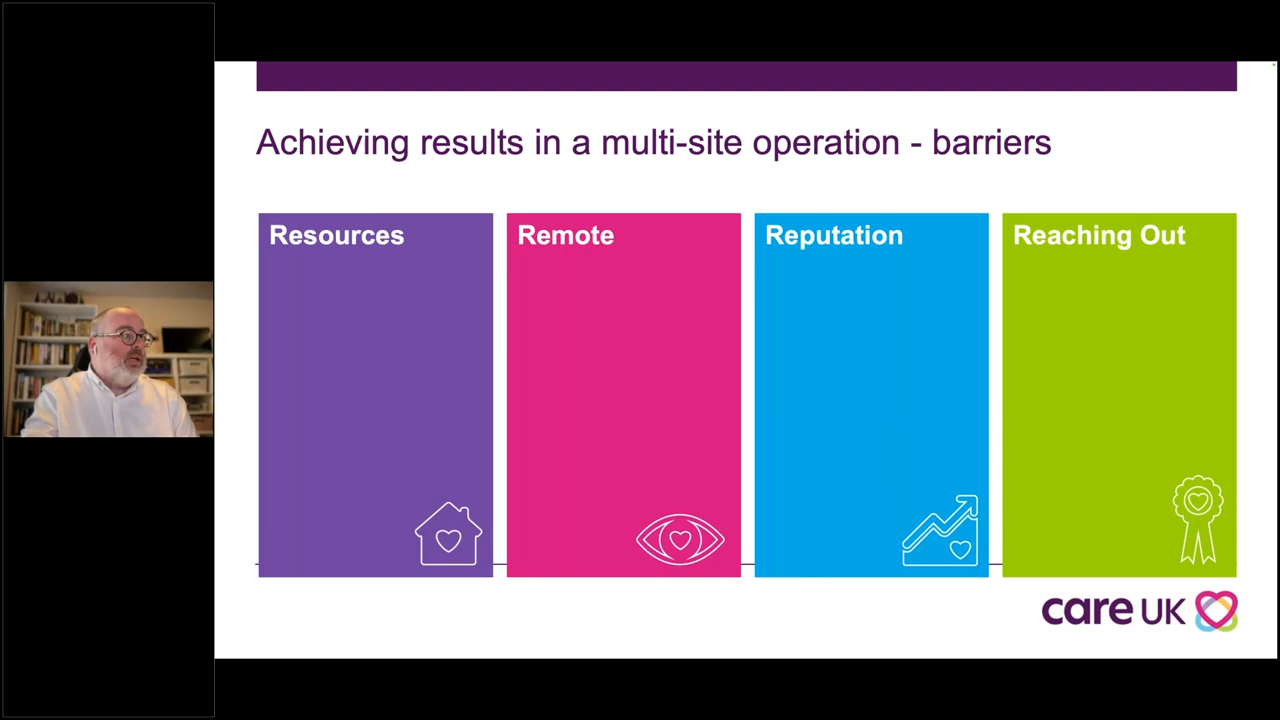 Achieving results in a multi-site operation - barriers
Resources
Remote
Reputation
Reaching Out
care UK